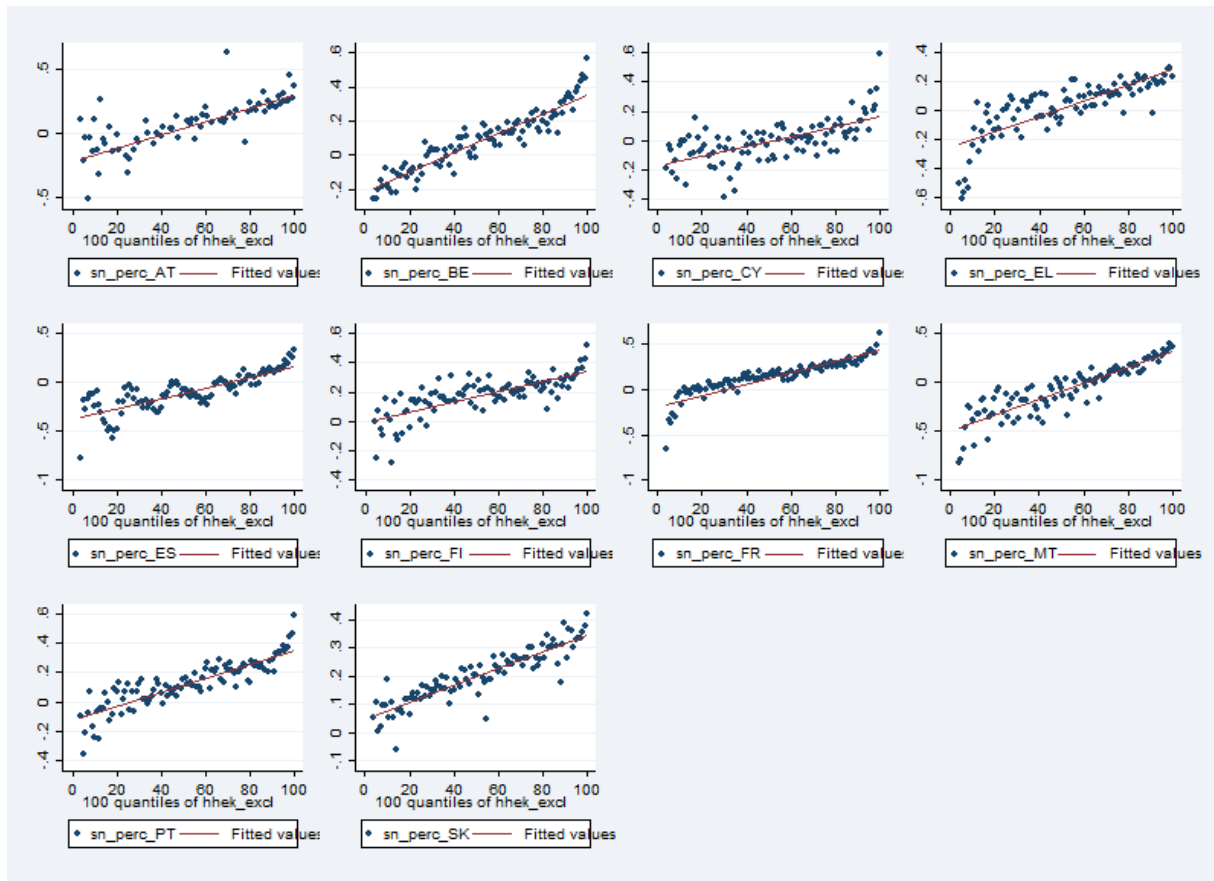 .5
0
-.5
0 20 40 60 80 100
100 quantiles of hhek_excl
sn_perc_AT Fitted values
.6
.4
.2
0
-.2
0 20 40 60 80 100
100 quantiles of hhek_excl
sn_perc_BE Fitted values
.6
.4
.2
0
-.2
-.4
0 20 40 60 80 100
100 quantiles of hhek_excl
sn_perc_CY Fitted values
.4
.2
0
-.2
-.4
-.6
0 20 40 60 80 100
100 quantiles of hhek_excl
sn_perc_EL Fitted values
.5
0
-.5
-1
0 20 40 60 80 100
100 quantiles of hhek_excl
sn_perc_ES Fitted values
.6
.4
.2
0
-.2
-.4
0 20 40 60 80 100
100 quantiles of hhek_excl
sn_perc_FI Fitted values
.5
0
-.5
-1
0 20 40 60 80 100
100 quantiles of hhek_excl
sn_perc_FR Fitted values
.5
0
-.5
-1
0 20 40 60 80 100
100 quantiles of hhek_excl
sn_perc_MT Fitted values
.6
.4
.2
0
-.2
-.4
0 20 40 60 80 100
100 quantiles of hhek_excl
sn_perc_PT Fitted values
.4
.3
.2
.1
0
-.1
0 20 40 60 80 100
100 quantiles of hhek_excl
sn_perc_SK Fitted values